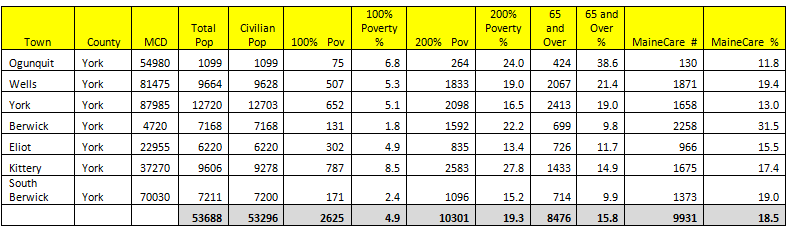 Town County MCD Total Pop Civilian Pop 100% Pov 100% Poverty % 200% Pov 200% Poverty % 65 and Over 65 and Over % MaineCare # MaineCare %
Ogunquit York 54980 1099 1099 75 6.8 264 24.0 424 38.6 130 11.8
Wells York 81475 9664 9628 507 5.3 1833 19.0 2067 21.4 1871 19.4
York York 87985 12720 12703 652 5.1 2098 16.5 2413 19.0 1658 13.0
Berwick York 4720 7168 7168 131 1.8 1592 22.2 699 9.8 2258 31.5
Eliot York 22955 6220 6220 302 4.9 835 13.4 726 11.7 966 15.5
Kittery York 37270 9606 9278 787 8.5 2583 27.8 1433 14.9 1675 17.4
South Berwick York 70030 7211 7200 171 2.4 1096 15.2 714 9.9 1373 19.0
53688 53296 2625 4.9 10301 19.3 8476 15.8 9931 18.5